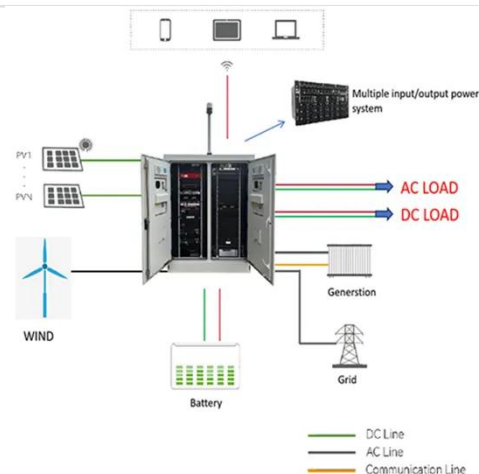 Multiple input/output power
system
PV1
PVN
AC LOAD
DC LOAD
WIND
Generstion
Grid
Battery
DC Line
AC Line
Communication Line